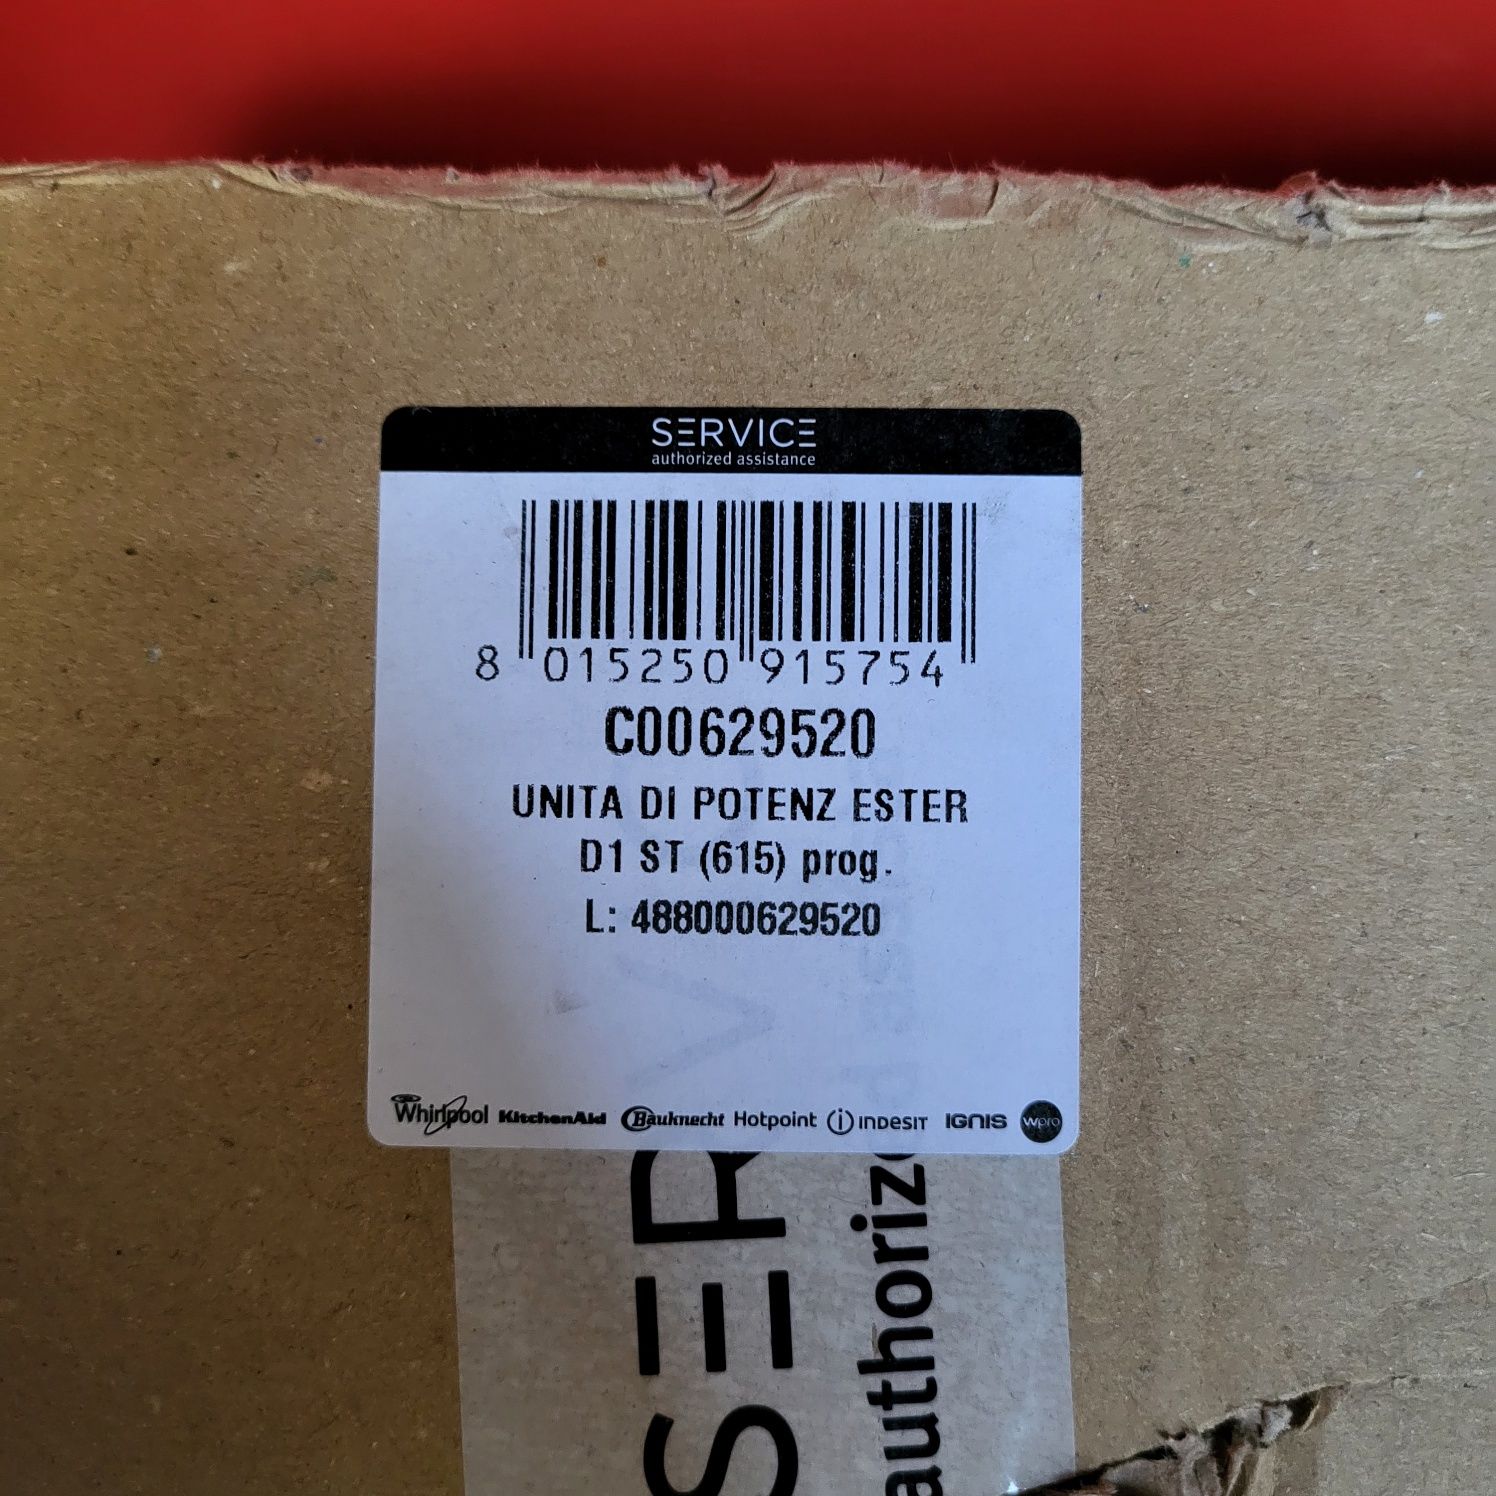 SERVICE
authorized assistance
8 015250 915754
C00629520
UNITA DI POTENZ ESTER
D1 ST (615) prog.
L: 488000629520
Whirlpool KitchenAid Bauknecht Hotpoint i INDESIT IGNIS wpro
SER
authoriz